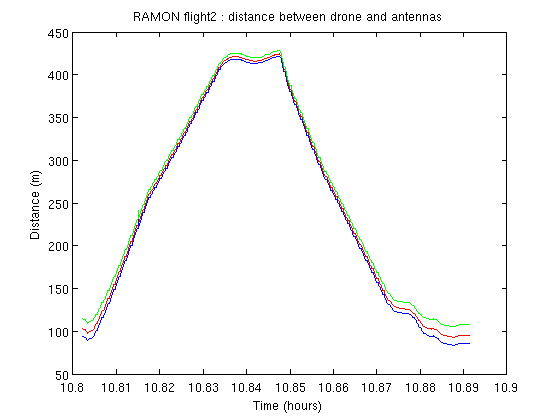 RAMON flight2 : distance between drone and antennas
450
400
350
300
250
200
150
100
50
Distance (m)
10.8 10.81 10.82 10.83 10.84 10.85 10.86 10.87 10.88 10.89 10.9
Time (hours)